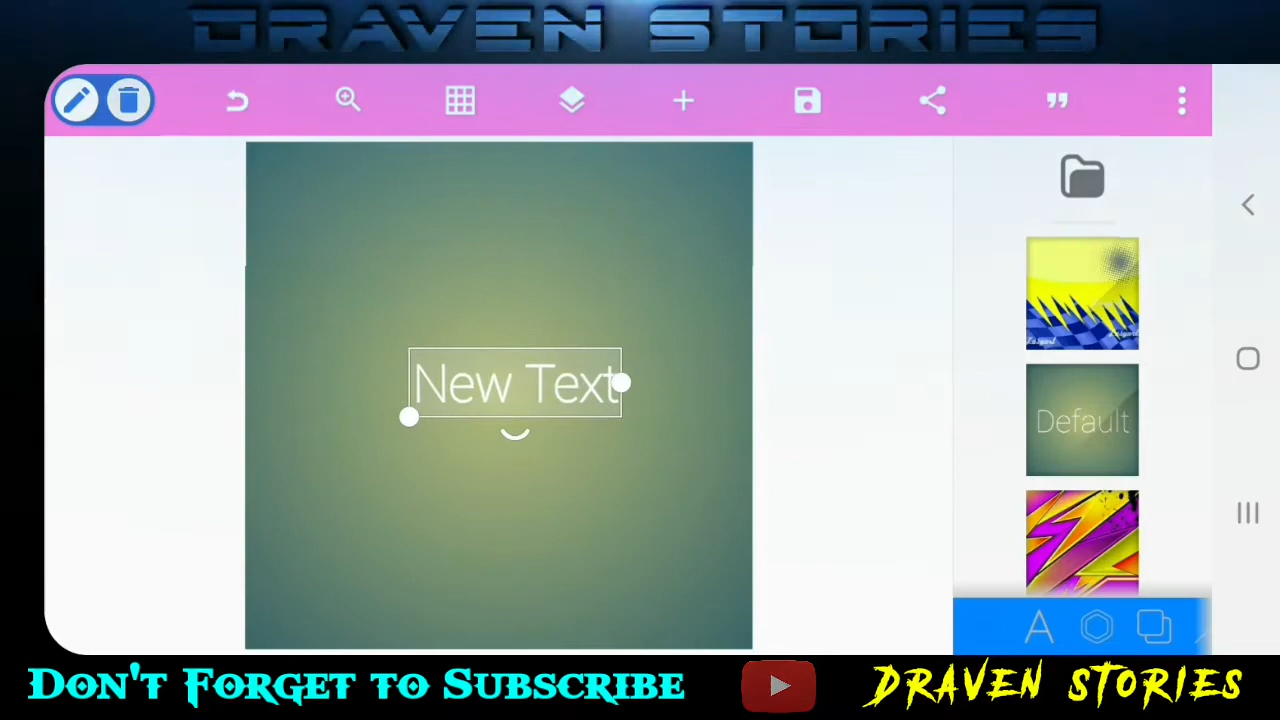 DRAVEN STORIES
New Text
Default
Don't Forget to Subscribe
DRAVEN STORIES